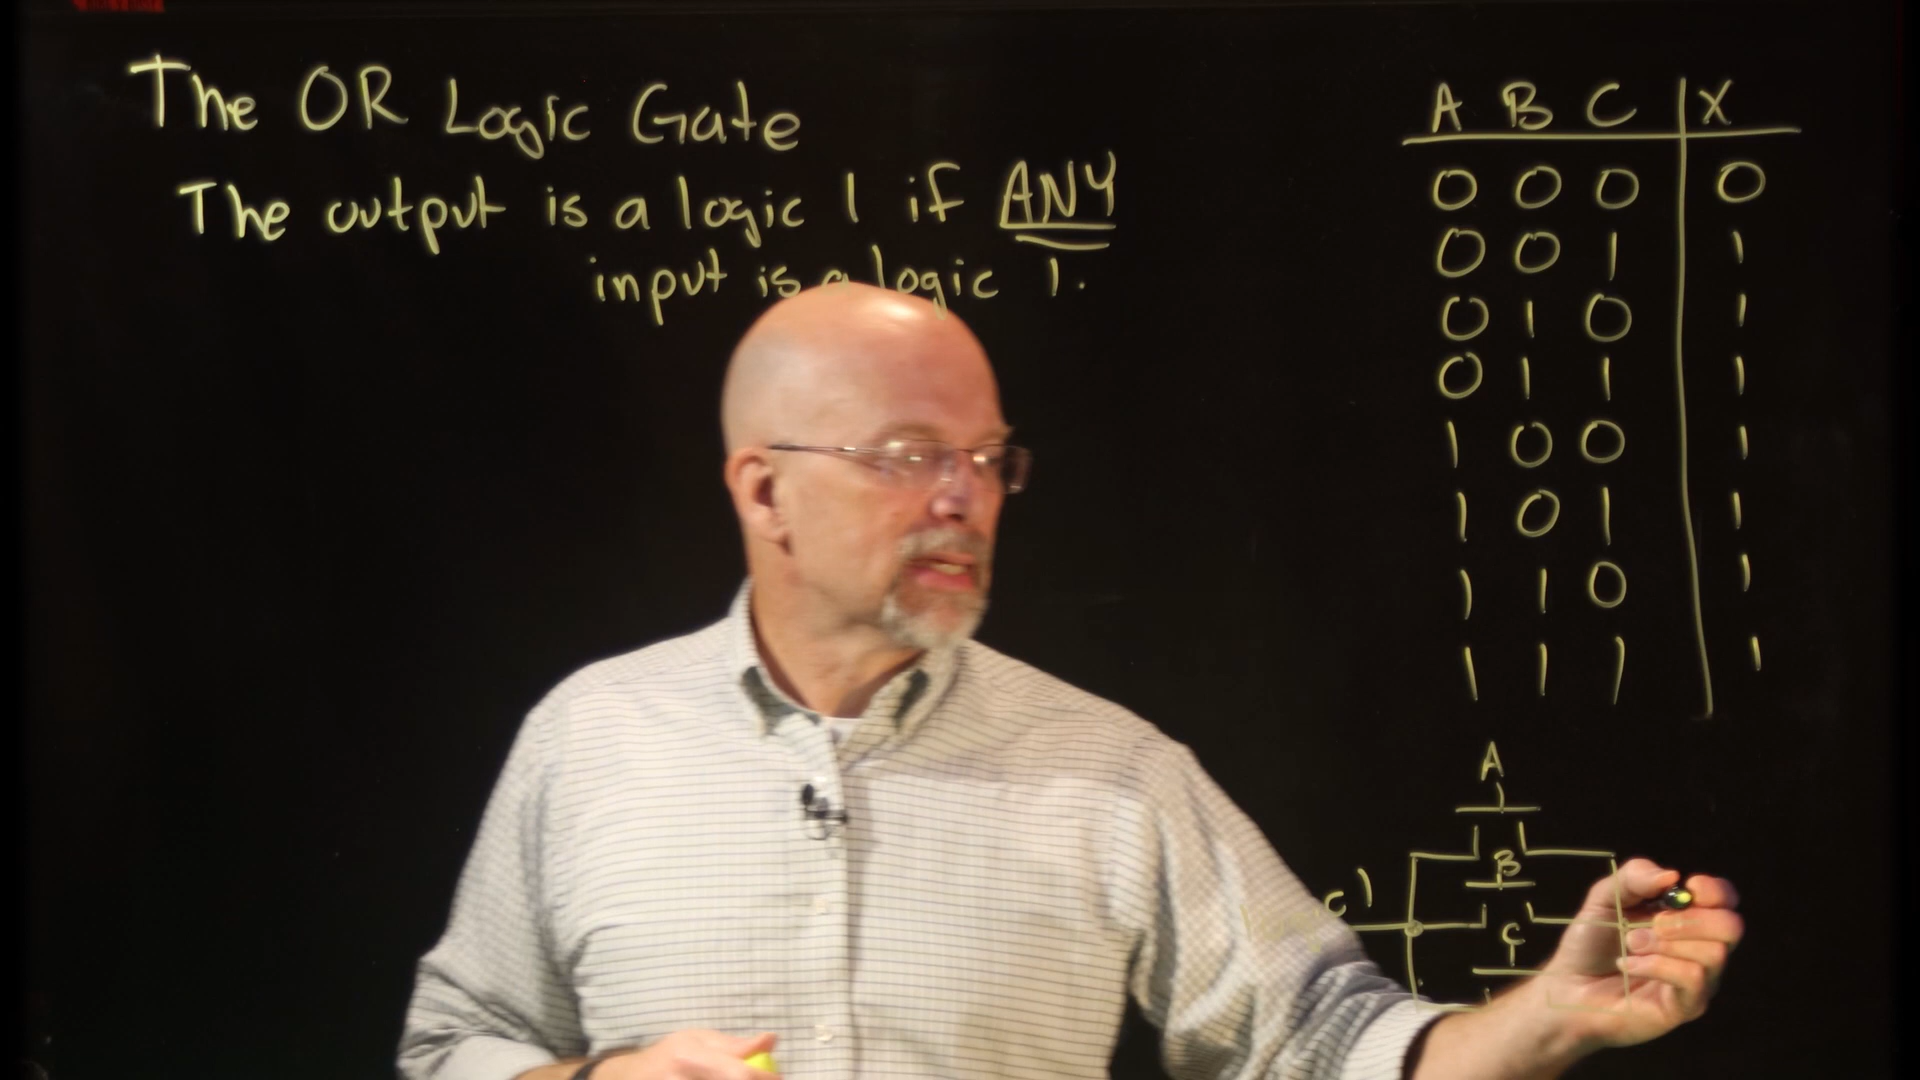 The OR Logic Gate
The output is a logic 1 if ANY
input is a logic 1.
A B C X
0 0 0 0
0 0 1 1
0 1 0 1
0 1 1 1
1 0 0 1
1 0 1 1
1 1 0 1
1 1 1 1
A
B
logic 1
C